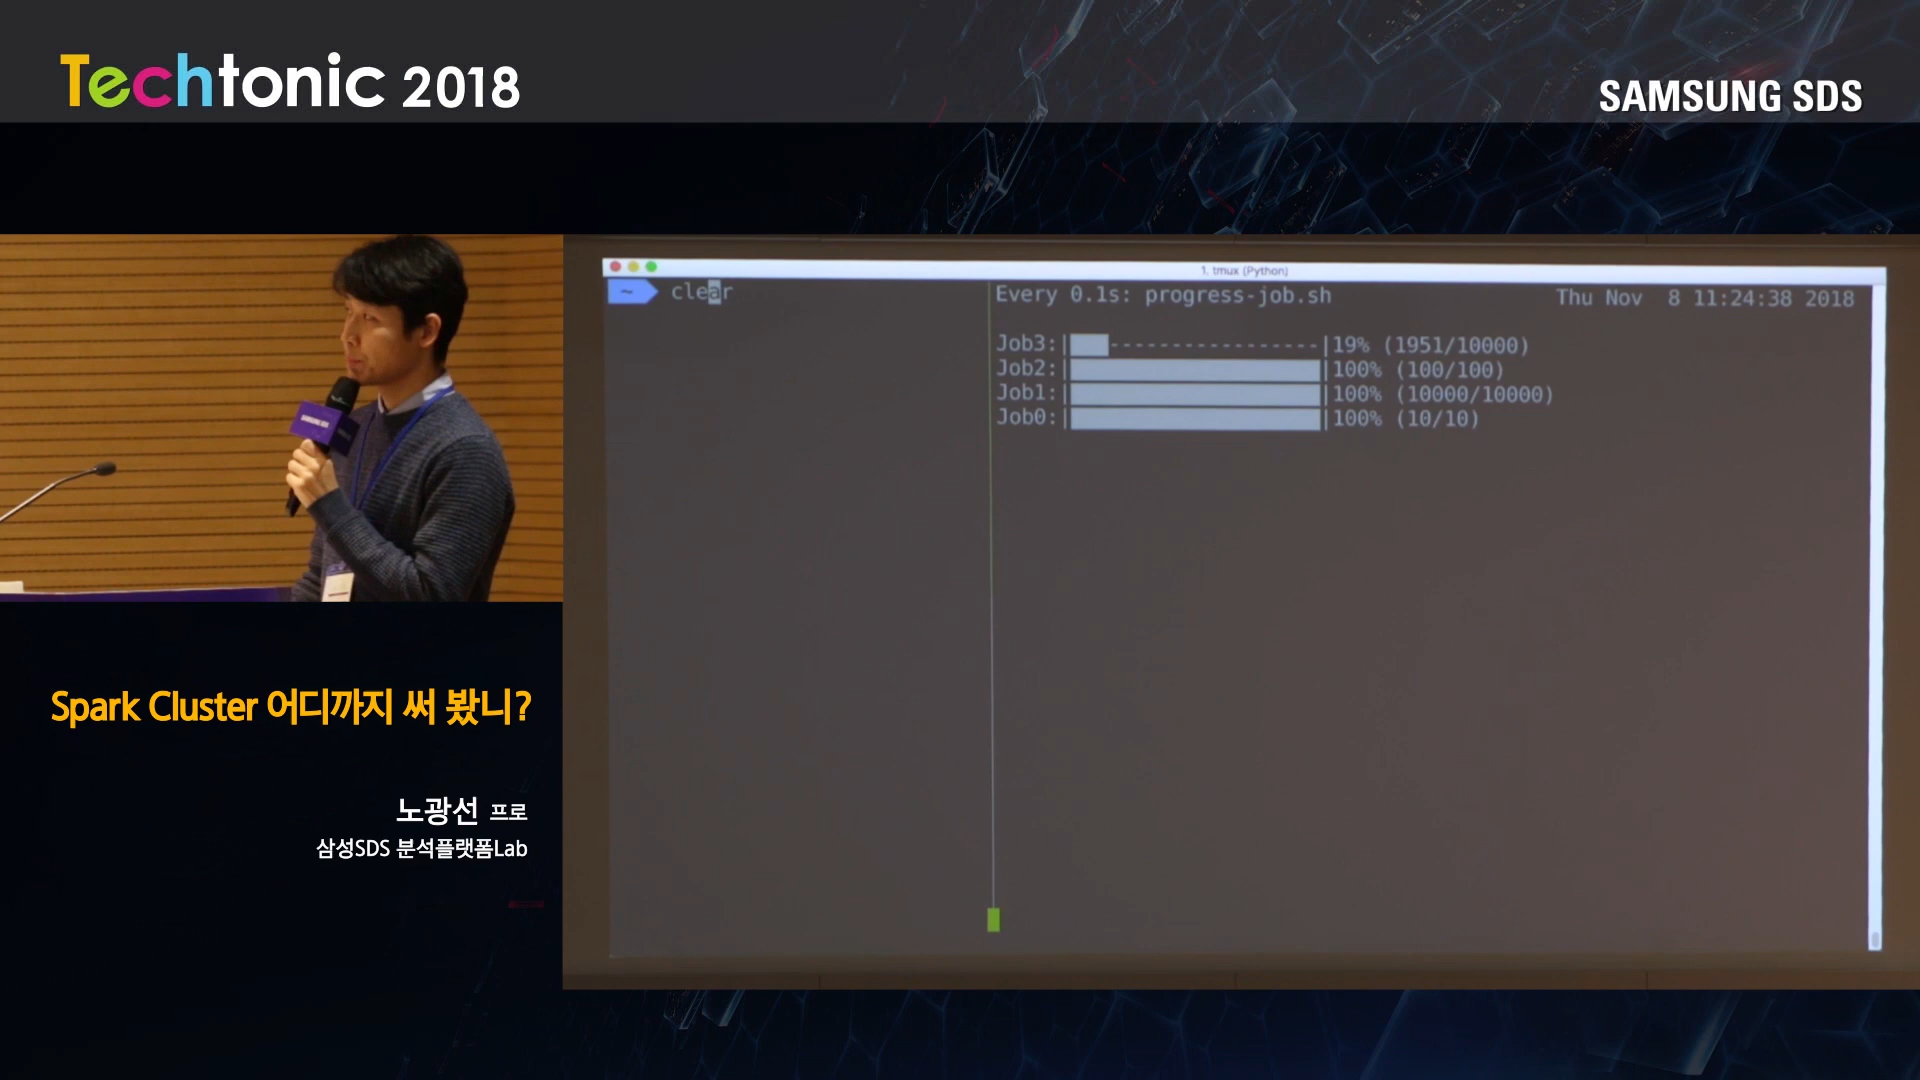 Techtonic 2018
SAMSUNG SDS
SAMSUNG SDS
1. tmux (Python)
~ clear
Every 0.1s: progress-job.sh Thu Nov 8 11:24:38 2018
Job3:|-----------------|19% (1951/10000)
Job2:||100% (100/100)
Job1:||100% (10000/10000)
Job0:||100% (10/10)
Spark Cluster 어디까지 써 봤니?
노광선 프로
삼성SDS 분석플랫폼Lab